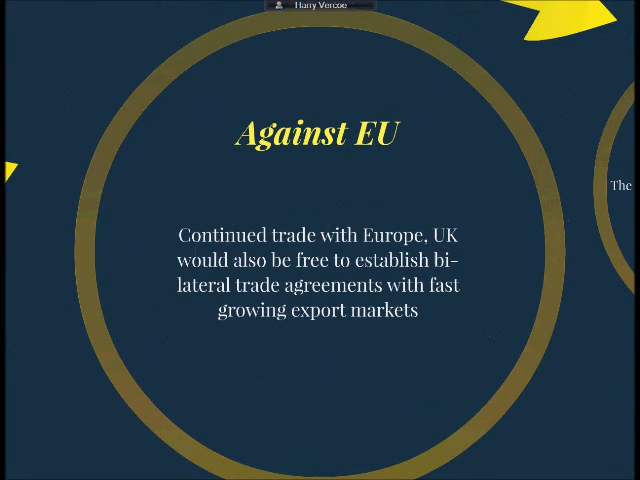 Harry Vercoe
Against EU
The
Continued trade with Europe, UK
would also be free to establish bi-
lateral trade agreements with fast
growing export markets